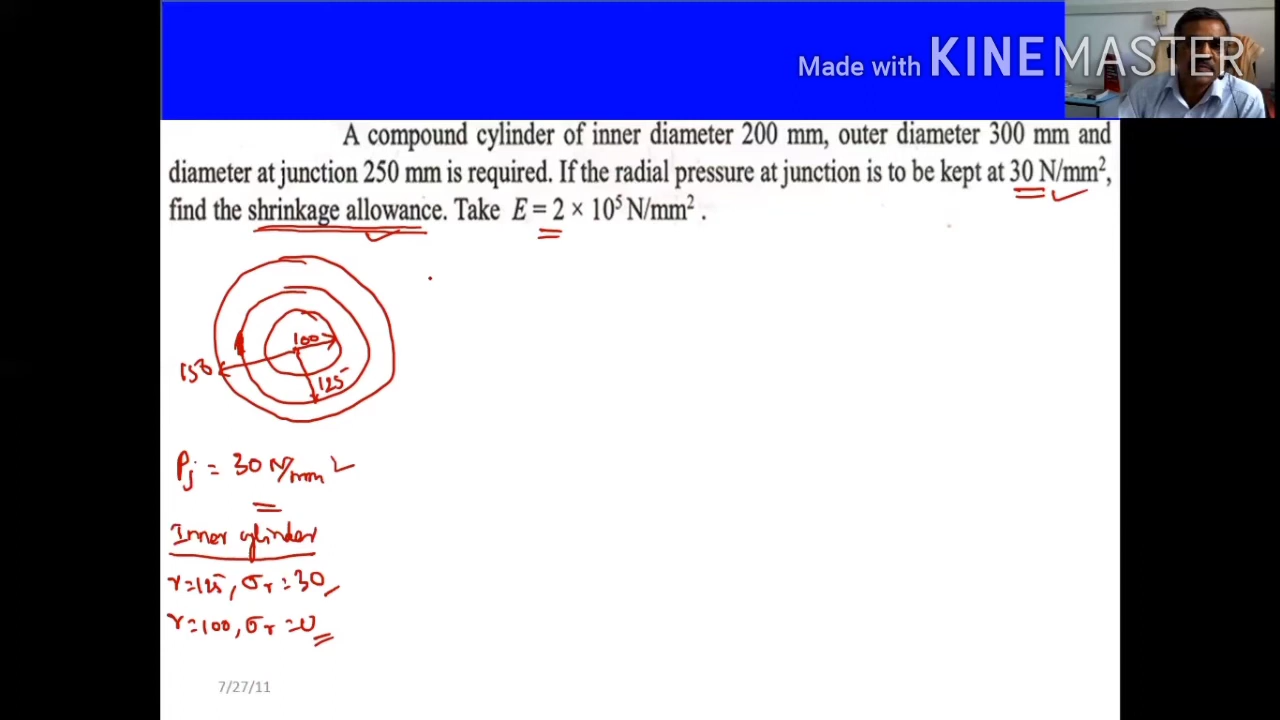 Made with KINEMASTER
A compound cylinder of inner diameter 200 mm, outer diameter 300 mm and
diameter at junction 250 mm is required. If the radial pressure at junction is to be kept at 30 N/mm²,
find the shrinkage allowance. Take E = 2 × 10⁵ N/mm² .
100
150
125
Pj = 30 N/mm²
Inner cylinder
r=125, σr = 30
r=100, σr = 0
7/27/11